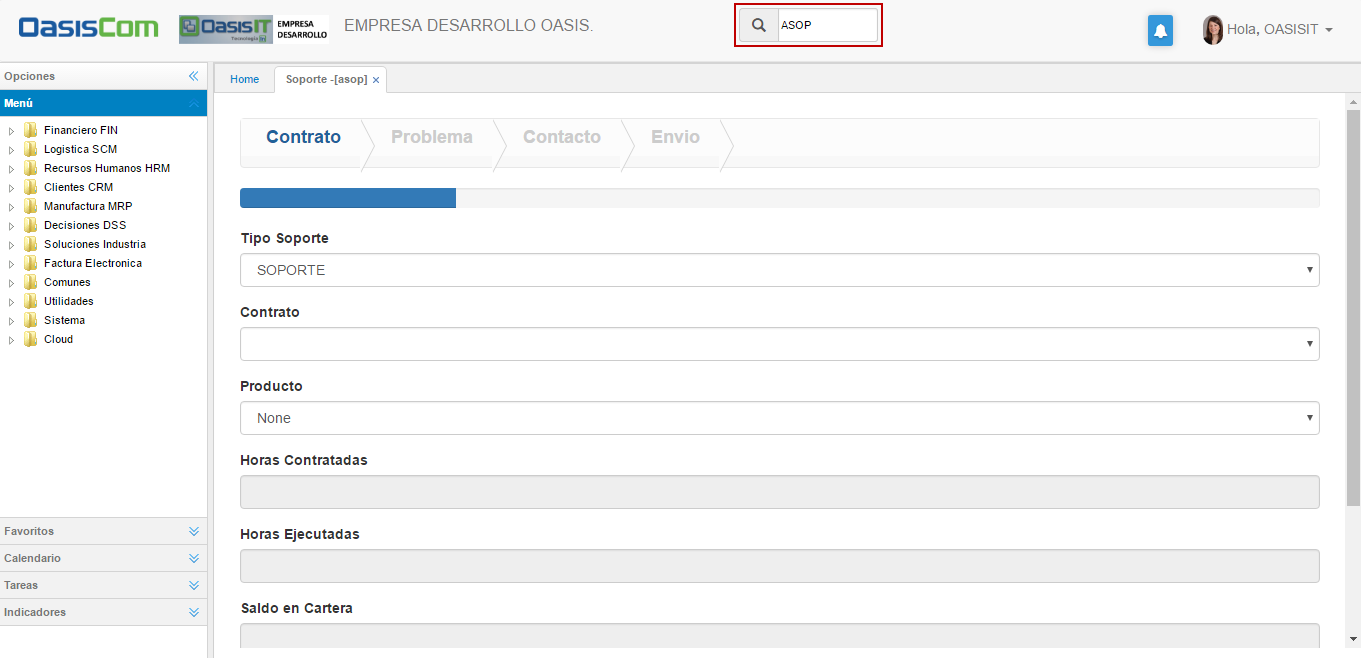 OasisCom
OasisIT
Tecnología
EMPRESA
DESARROLLO
EMPRESA DESARROLLO OASIS.
ASOP
Hola, OASISIT
Opciones
Menú
Financiero FIN
Logistica SCM
Recursos Humanos HRM
Clientes CRM
Manufactura MRP
Decisiones DSS
Soluciones Industria
Factura Electronica
Comunes
Utilidades
Sistema
Cloud
Favoritos
Calendario
Tareas
Indicadores
Home
Soporte -[asop] ×
Contrato
Problema
Contacto
Envio
Tipo Soporte
SOPORTE
Contrato
Producto
None
Horas Contratadas
Horas Ejecutadas
Saldo en Cartera